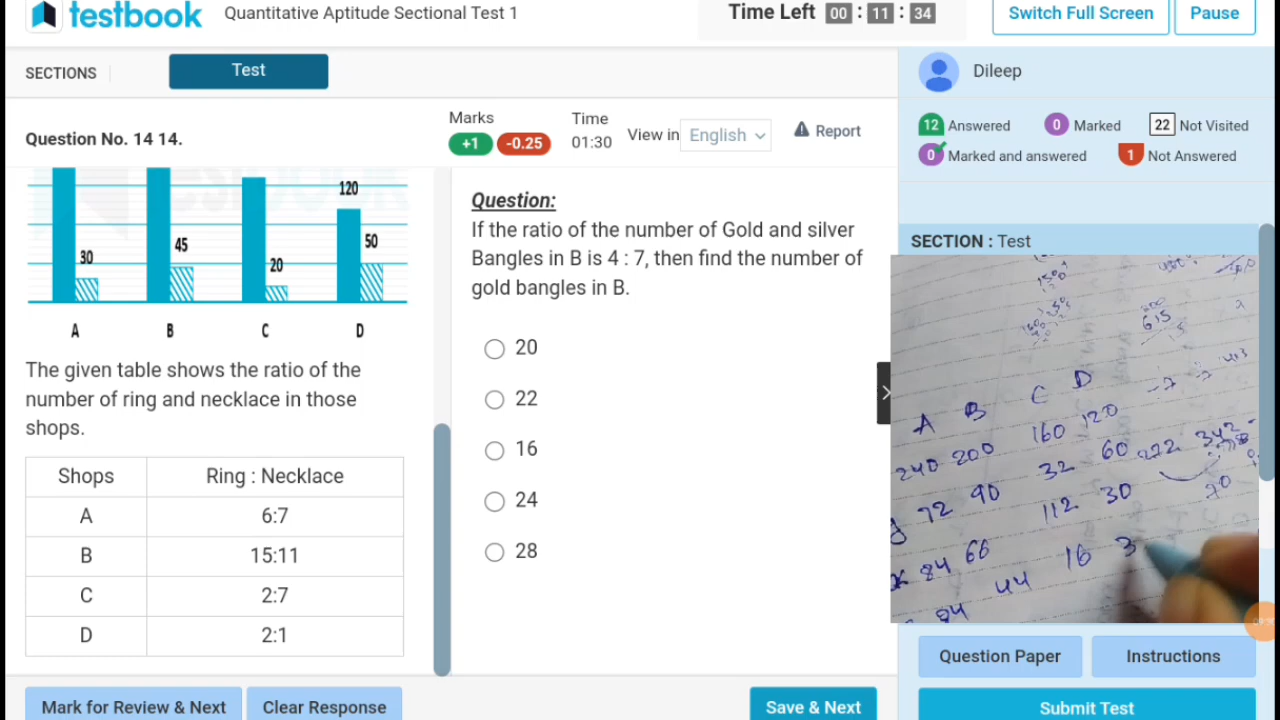 testbook
Quantitative Aptitude Sectional Test 1
Time Left 00 : 11 : 34
Switch Full Screen
Pause
SECTIONS
Test
Dileep
Question No. 14 14.
Marks
+1 -0.25
Time
01:30
View in English
Report
12 Answered
0 Marked
22 Not Visited
0 Marked and answered
1 Not Answered
SECTION : Test
120
30
45
20
50
A B C D
The given table shows the ratio of the
number of ring and necklace in those
shops.
Shops Ring : Necklace
A 6:7
B 15:11
C 2:7
D 2:1
Question:
If the ratio of the number of Gold and silver
Bangles in B is 4 : 7, then find the number of
gold bangles in B.
20
22
16
24
28
615
A B C D
240 200 160 120
72 90 32 60 222 342
84 66 112 30 70
84 44 16 3
Mark for Review & Next
Clear Response
Save & Next
Question Paper
Instructions
Submit Test